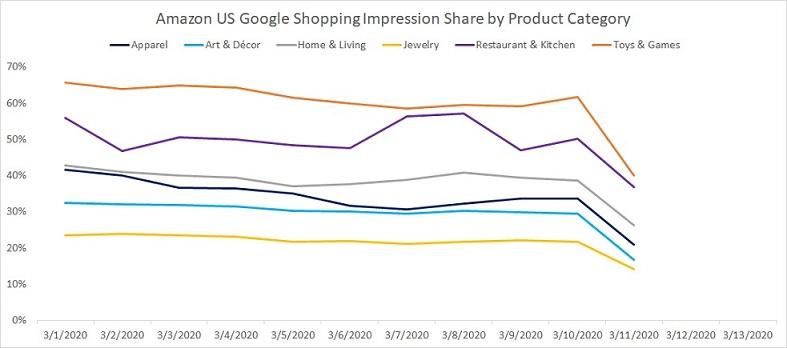 Amazon US Google Shopping Impression Share by Product Category
Apparel Art & Décor Home & Living Jewelry Restaurant & Kitchen Toys & Games
70%
60%
50%
40%
30%
20%
10%
0%
3/1/2020 3/2/2020 3/3/2020 3/4/2020 3/5/2020 3/6/2020 3/7/2020 3/8/2020 3/9/2020 3/10/2020 3/11/2020 3/12/2020 3/13/2020